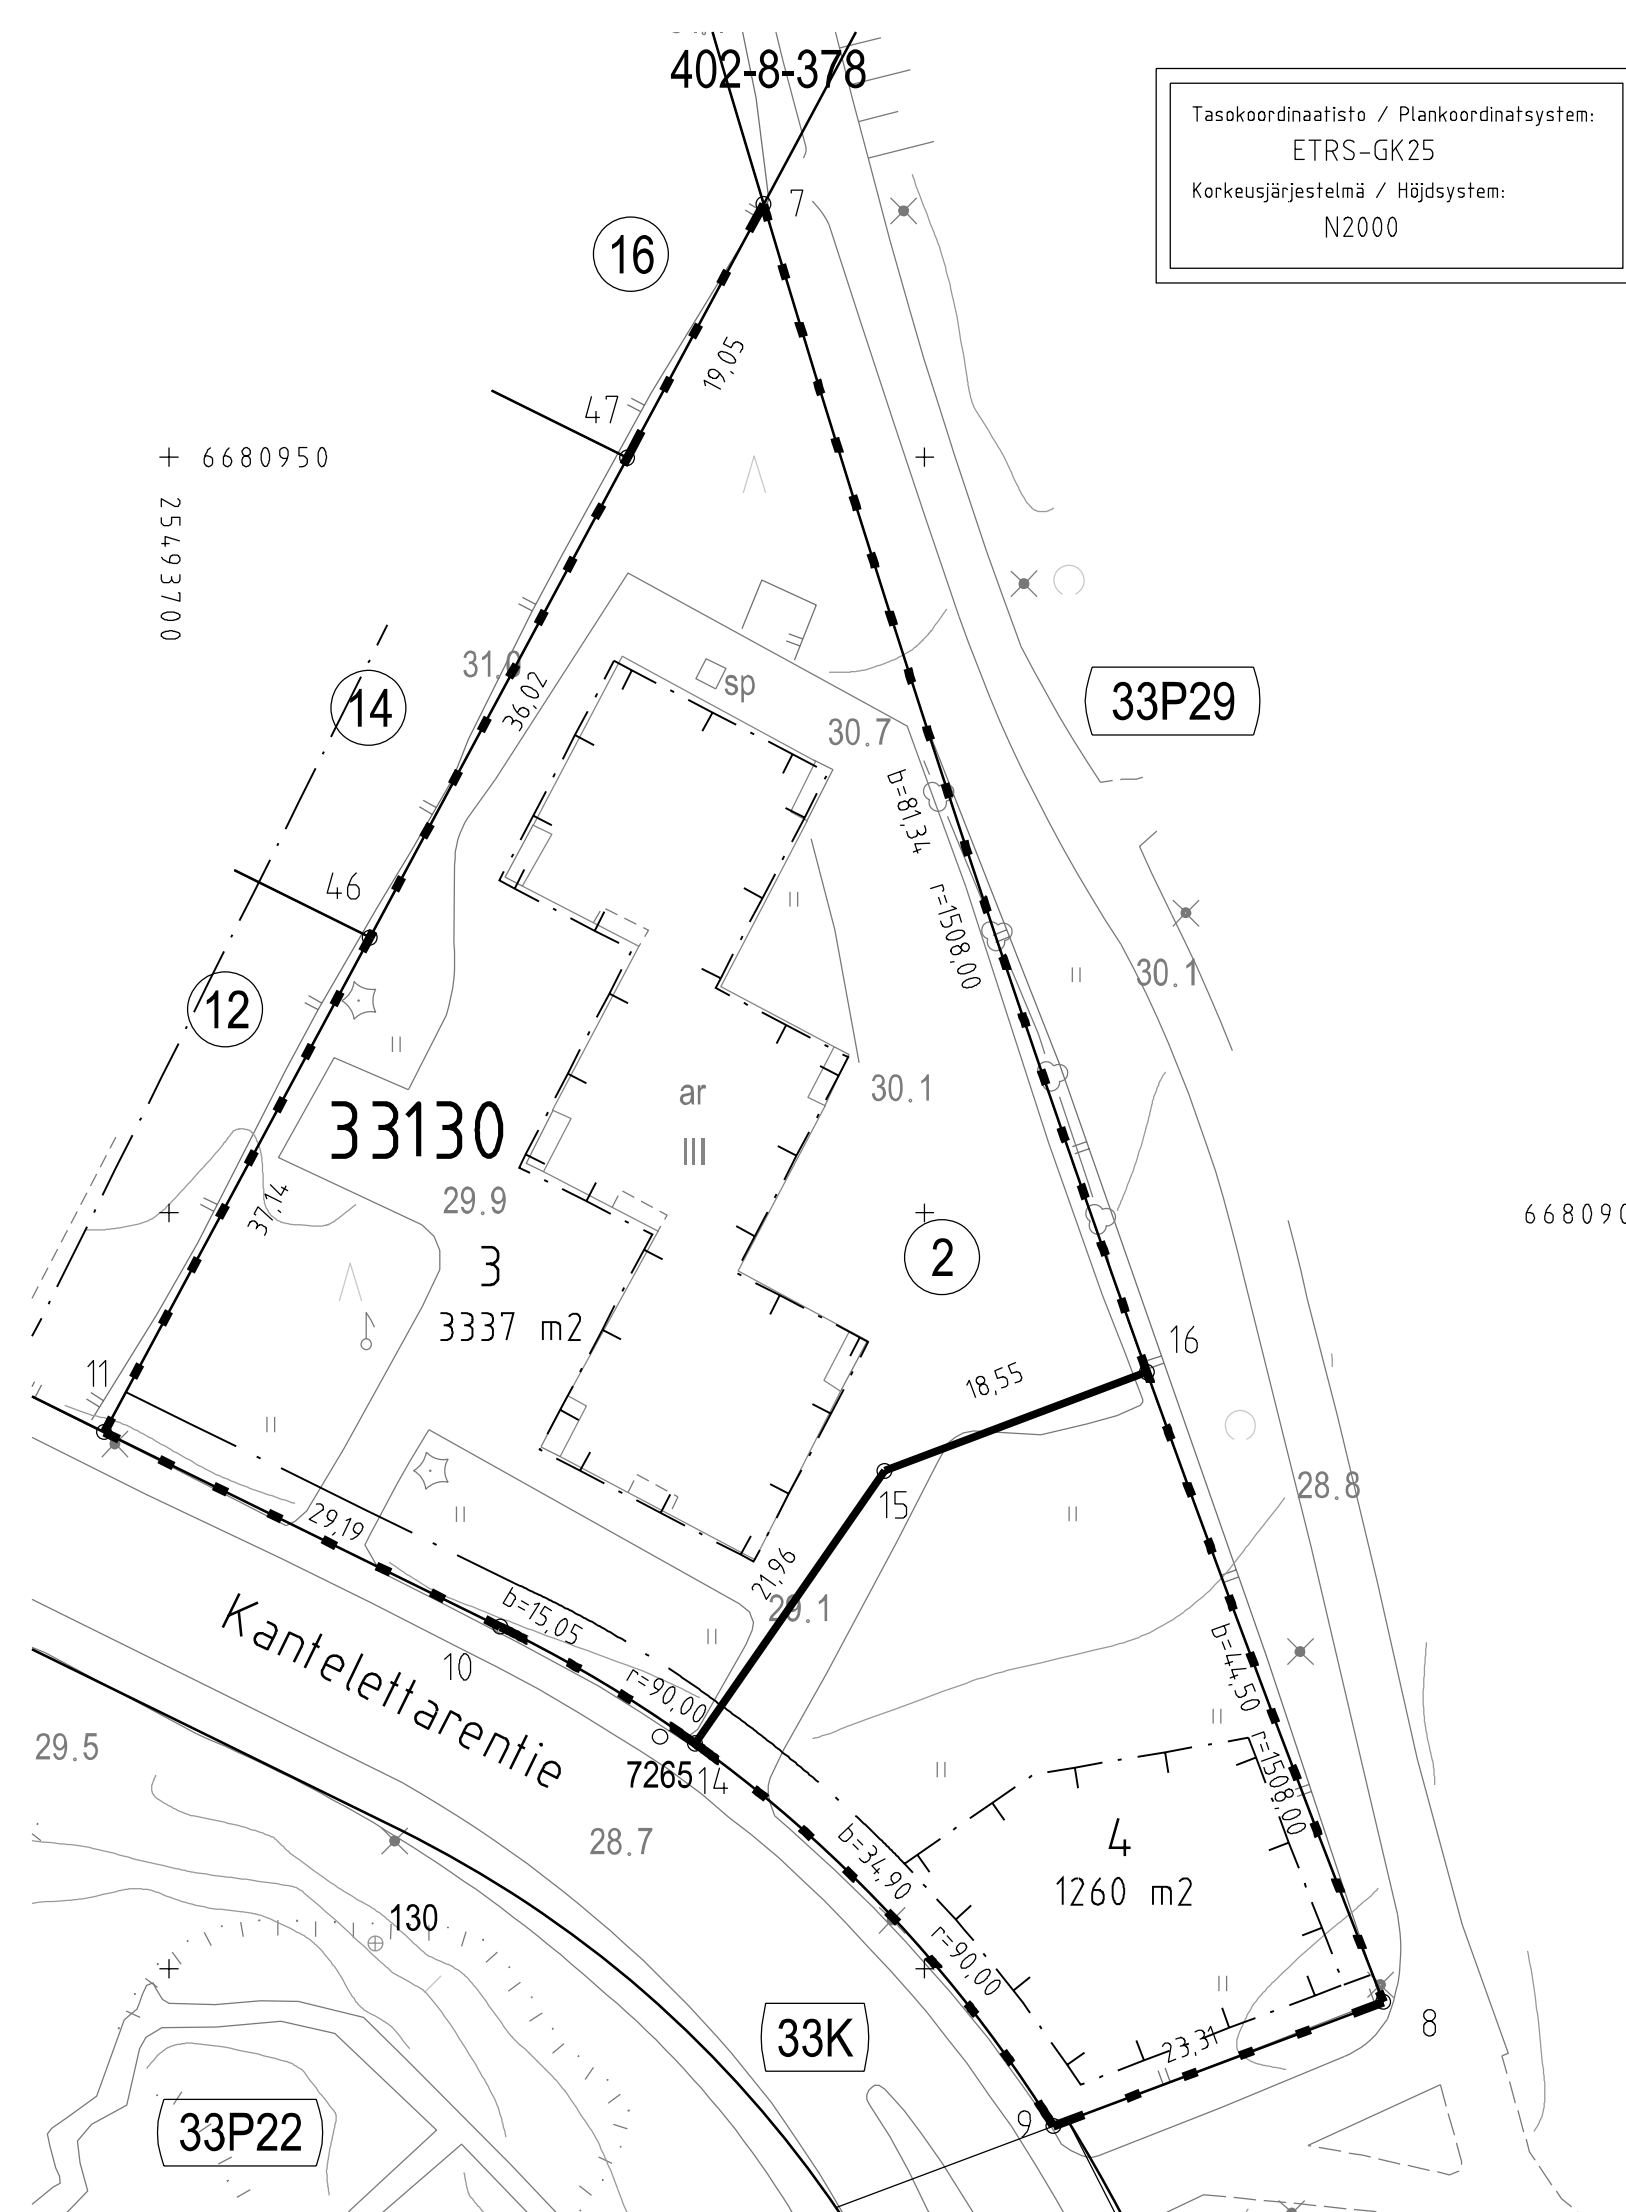 402-8-378
Tasokoordinaatisto / Plankoordinatsystem:
ETRS-GK25
Korkeusjärjestelmä / Höjdsystem:
N2000
7
16
19,05
47
6680950
25493700
31.0
36,02
14
sp
30.7
33P29
b=81,34
r=1508,00
46
12
30.1
ar
III
30.1
33130
29.9
37,14
3
3337 m2
2
668090
16
11
18,55
15
28.8
29,19
21,96
29.1
b=15,05
10
r=90,00
Kantelettarentie
b=44,50
r=1508,00
29.5
7265
14
28.7
b=34,90
4
1260 m2
130
r=90,00
33K
8
23,31
9
33P22